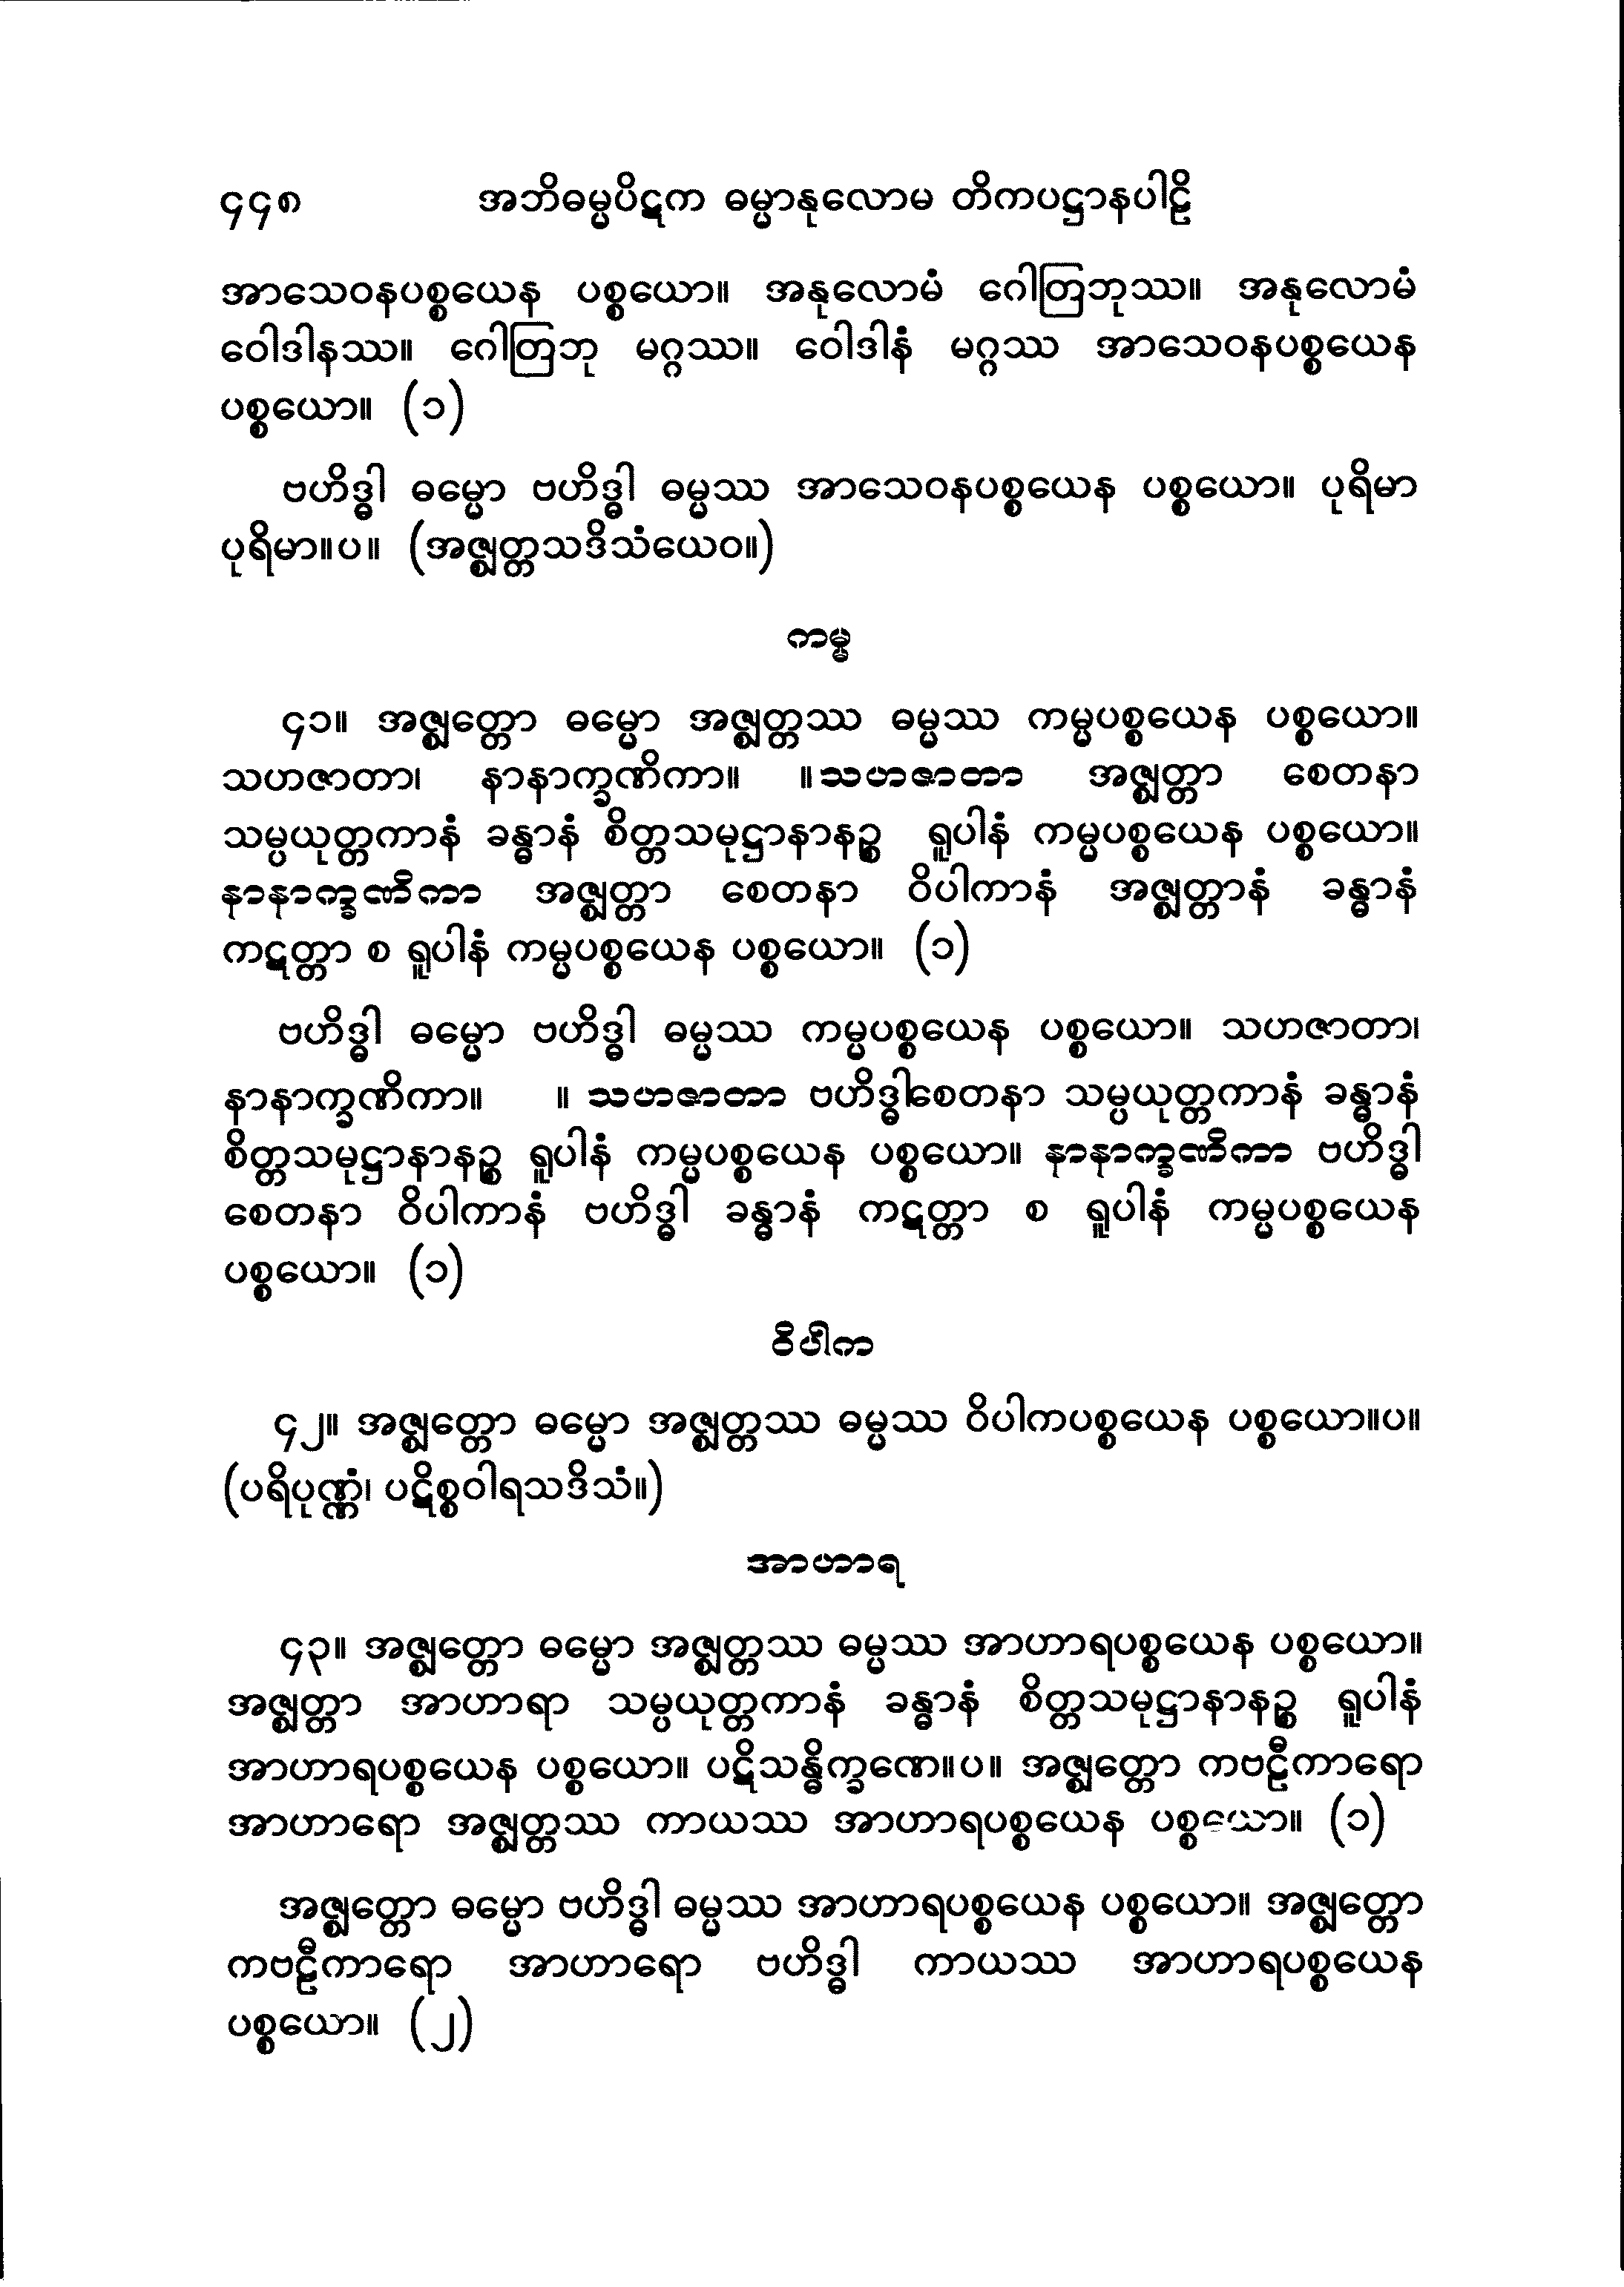 ၄၄၈ အဘိဓမ္မပိဋက ဓမ္မာနုလောမ တိကပဋ္ဌာနပါဠိ
အာသေဝနပစ္စယေန ပစ္စယော။ အနုလောမံ ဂေါတြဘုဿ။ အနုလောမံ
ဝေါဒါနဿ။ ဂေါတြဘု မဂ္ဂဿ။ ဝေါဒါနံ မဂ္ဂဿ အာသေဝနပစ္စယေန
ပစ္စယော။ (၁)
ဗဟိဒ္ဓါ ဓမ္မော ဗဟိဒ္ဓါ ဓမ္မဿ အာသေဝနပစ္စယေန ပစ္စယော။ ပုရိမာ
ပုရိမာ။ပ။ (အဇ္ဈတ္တသဒိသံယေဝ။)
ကမ္မ
၄၁။ အဇ္ဈတ္တော ဓမ္မော အဇ္ဈတ္တဿ ဓမ္မဿ ကမ္မပစ္စယေန ပစ္စယော။
သဟဇာတာ၊ နာနာက္ခဏိကာ။ ။သဟဇာတာ အဇ္ဈတ္တာ စေတနာ
သမ္ပယုတ္တကာနံ ခန္ဓာနံ စိတ္တသမုဋ္ဌာနာနဉ္စ ရူပါနံ ကမ္မပစ္စယေန ပစ္စယော။
နာနာက္ခဏိကာ အဇ္ဈတ္တာ စေတနာ ဝိပါကာနံ အဇ္ဈတ္တာနံ ခန္ဓာနံ
ကဋတ္တာ စ ရူပါနံ ကမ္မပစ္စယေန ပစ္စယော။ (၁)
ဗဟိဒ္ဓါ ဓမ္မော ဗဟိဒ္ဓါ ဓမ္မဿ ကမ္မပစ္စယေန ပစ္စယော။ သဟဇာတာ၊
နာနာက္ခဏိကာ။ ။ သဟဇာတာ ဗဟိဒ္ဓါစေတနာ သမ္ပယုတ္တကာနံ ခန္ဓာနံ
စိတ္တသမုဋ္ဌာနာနဉ္စ ရူပါနံ ကမ္မပစ္စယေန ပစ္စယော။ နာနာက္ခဏိကာ ဗဟိဒ္ဓါ
စေတနာ ဝိပါကာနံ ဗဟိဒ္ဓါ ခန္ဓာနံ ကဋတ္တာ စ ရူပါနံ ကမ္မပစ္စယေန
ပစ္စယော။ (၁)
ဝိပါက
၄၂။ အဇ္ဈတ္တော ဓမ္မော အဇ္ဈတ္တဿ ဓမ္မဿ ဝိပါကပစ္စယေန ပစ္စယော။ပ။
(ပရိပုဏ္ဏံ၊ ပဋိစ္စဝါရသဒိသံ။)
အာဟာရ
၄၃။ အဇ္ဈတ္တော ဓမ္မော အဇ္ဈတ္တဿ ဓမ္မဿ အာဟာရပစ္စယေန ပစ္စယော။
အဇ္ဈတ္တာ အာဟာရာ သမ္ပယုတ္တကာနံ ခန္ဓာနံ စိတ္တသမုဋ္ဌာနာနဉ္စ ရူပါနံ
အာဟာရပစ္စယေန ပစ္စယော။ ပဋိသန္ဓိက္ခဏေ။ပ။ အဇ္ဈတ္တော ကဗဠီကာရော
အာဟာရော အဇ္ဈတ္တဿ ကာယဿ အာဟာရပစ္စယေန ပစ္စယော။ (၁)
အဇ္ဈတ္တော ဓမ္မော ဗဟိဒ္ဓါ ဓမ္မဿ အာဟာရပစ္စယေန ပစ္စယော။ အဇ္ဈတ္တော
ကဗဠီကာရော အာဟာရော ဗဟိဒ္ဓါ ကာယဿ အာဟာရပစ္စယေန
ပစ္စယော။ (၂)